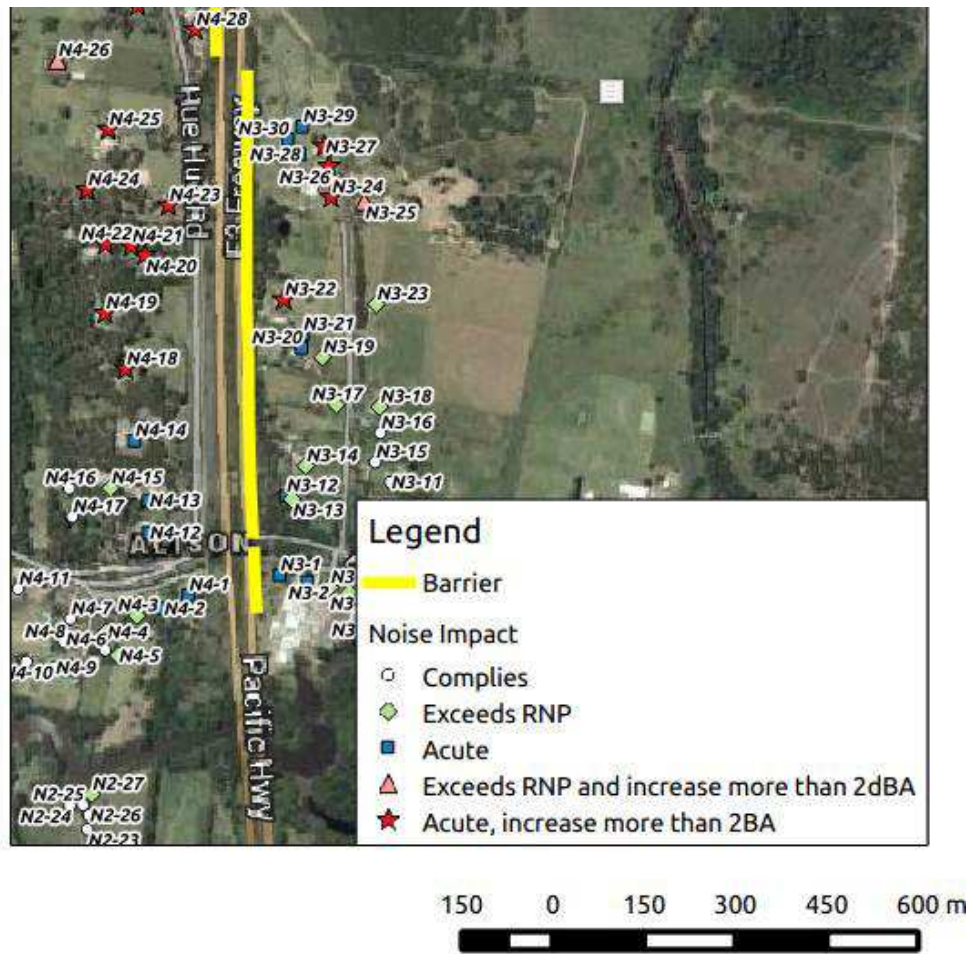 N4-28
N4-26
N3-29
N4-25
N3-30
N3-27
N3-28
N4-24
N3-26
N3-24
N4-23
N3-25
N4-22
N4-21
N4-20
N3-22
N3-23
N4-19
N3-21
N3-20
N3-19
N4-18
N3-17
N3-18
N3-16
N4-14
N3-14
N3-15
N4-16
N4-15
N3-12
N3-11
N4-17
N4-13
N3-13
N4-12
ALISON
N4-11
N3-1
N4-1
N3-2
N3
N4-7
N4-3
N4-2
N3
N4-8
N4-6
N4-4
N3
N4-10
N4-9
N4-5
Pacific Hwy
N2-25
N2-27
N2-24
N2-26
N2-23
Legend
Barrier
Noise Impact
Complies
Exceeds RNP
Acute
Exceeds RNP and increase more than 2dBA
Acute, increase more than 2BA
150 0 150 300 450 600 m